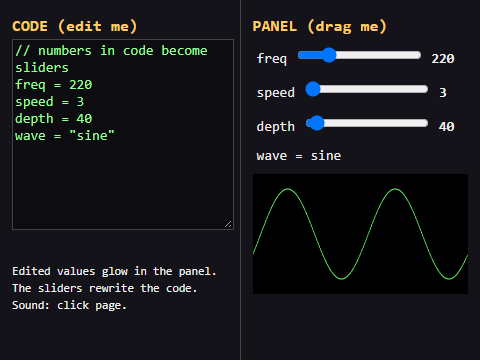 CODE (edit me)
// numbers in code become
sliders
freq = 220
speed = 3
depth = 40
wave = "sine"
Edited values glow in the panel.
The sliders rewrite the code.
Sound: click page.
PANEL (drag me)
freq 220
speed 3
depth 40
wave = sine